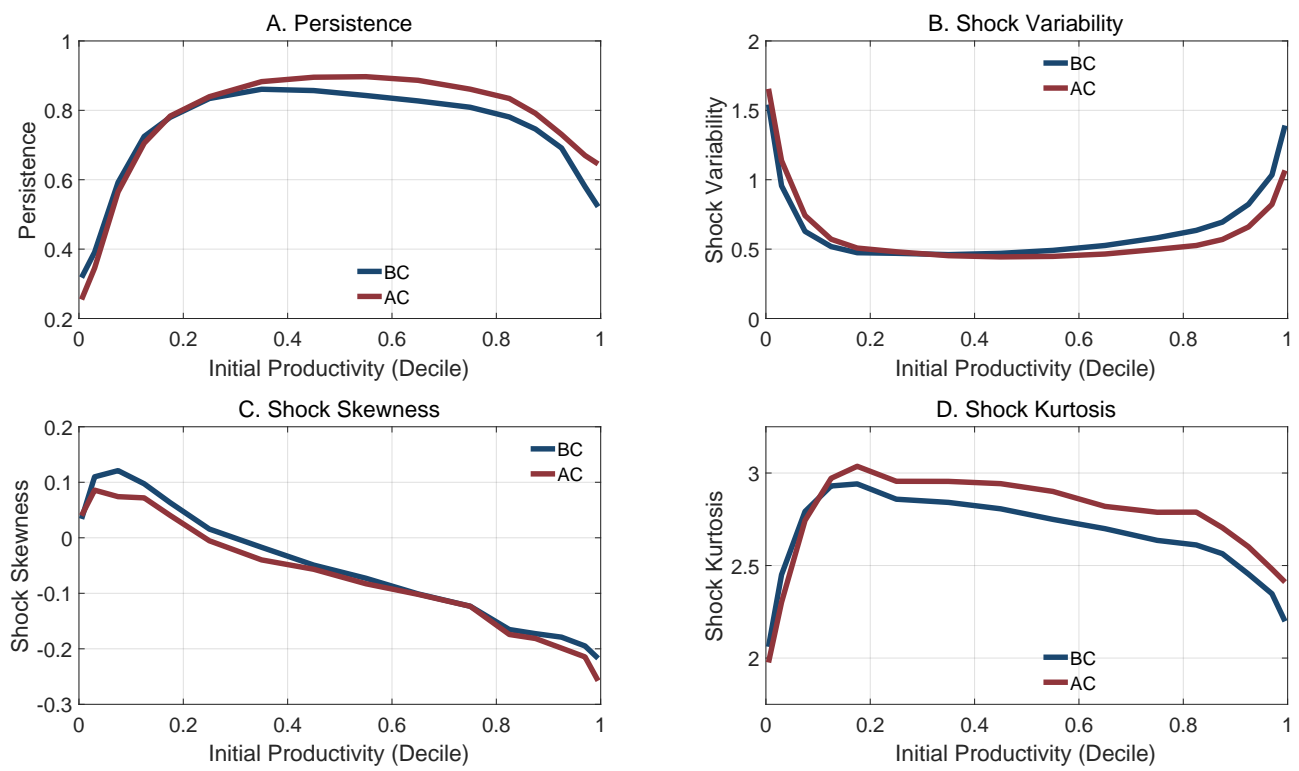 A. Persistence
1
0.8
0.6
0.4
0.2
Persistence
BC
AC
0 0.2 0.4 0.6 0.8 1
Initial Productivity (Decile)
B. Shock Variability
2
1.5
1
0.5
0
Shock Variability
BC
AC
0 0.2 0.4 0.6 0.8 1
Initial Productivity (Decile)
C. Shock Skewness
0.2
0.1
0
-0.1
-0.2
-0.3
Shock Skewness
BC
AC
0 0.2 0.4 0.6 0.8 1
Initial Productivity (Decile)
D. Shock Kurtosis
3
2.5
2
Shock Kurtosis
BC
AC
0 0.2 0.4 0.6 0.8 1
Initial Productivity (Decile)